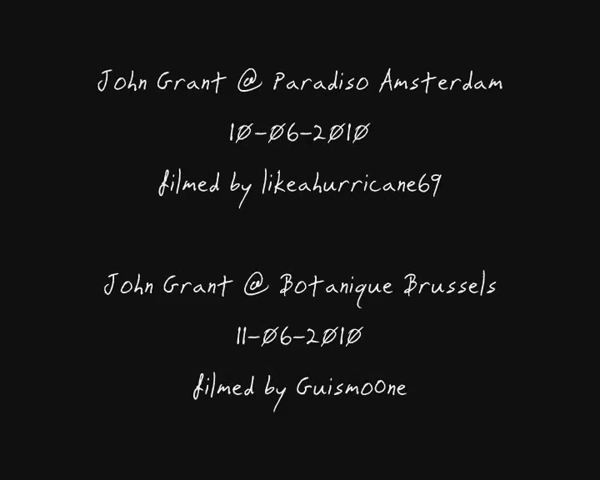 John Grant @ Paradiso Amsterdam
10-06-2010
filmed by likeahurricane69
John Grant @ Botanique Brussels
11-06-2010
filmed by GuismoOne